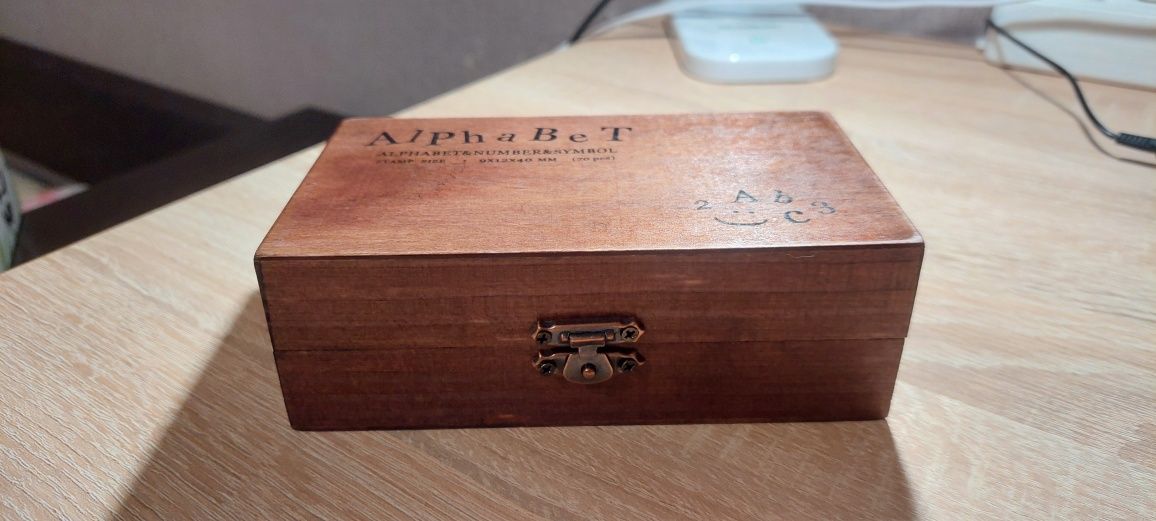 AlPhaBeT
ALPHABET&NUMBER&SYMBOL
STAMP SIZE : 9X12X40 MM (70 pcs)
2 A b C 3